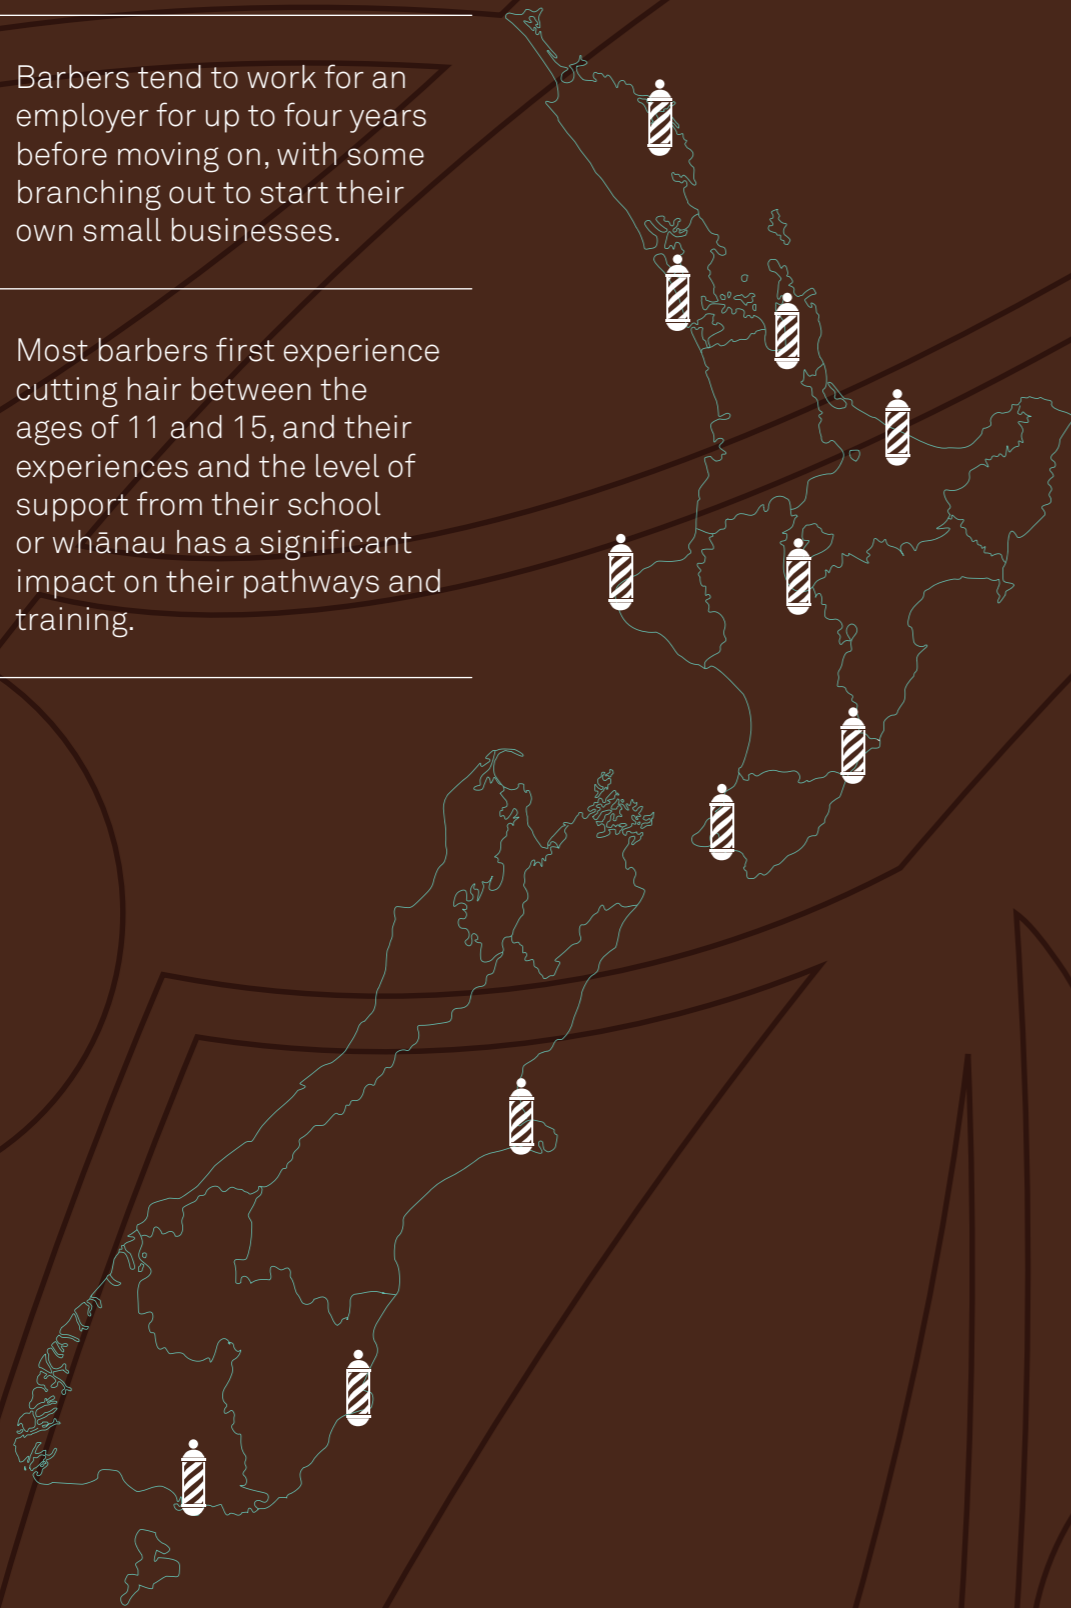 Barbers tend to work for an
employer for up to four years
before moving on, with some
branching out to start their
own small businesses.
Most barbers first experience
cutting hair between the
ages of 11 and 15, and their
experiences and the level of
support from their school
or whānau has a significant
impact on their pathways and
training.